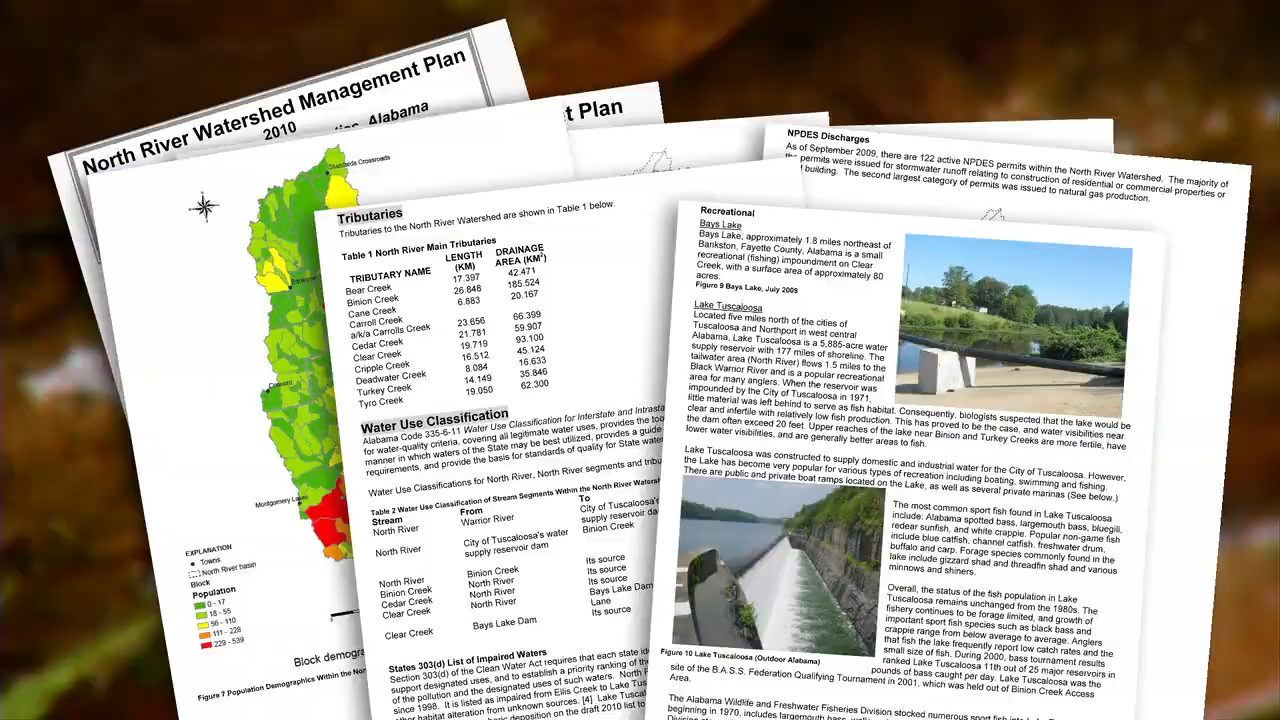 North River Watershed Management Plan
2010
Alabama
t Plan
Standards Crossroads
Concord
Montgomery Lakes
EXPLANATION
Towns
North River basin
Block
Population
0 - 17
18 - 55
56 - 110
111 - 228
229 - 539
Block demogra
Figure 7 Population Demographics Within the Nor
Tributaries
Tributaries to the North River Watershed are shown in Table 1 below.
Table 1 North River Main Tributaries
TRIBUTARY NAME LENGTH (KM) DRAINAGE AREA (KM²)
Bear Creek 17.397 42.471
Binion Creek 26.848 185.524
Cane Creek 6.883 20.167
Carroll Creek
a/k/a Carrolls Creek 23.656 66.399
Cedar Creek 21.781 59.907
Clear Creek 19.719 93.100
Cripple Creek 16.512 45.124
Deadwater Creek 8.084 16.633
Turkey Creek 14.149 35.846
Tyro Creek 19.050 62.300
Water Use Classification
Alabama Code 335-6-11 Water Use Classification for Interstate and Intrasta
for water-quality criteria, covering all legitimate water uses, provides the too
manner in which waters of the State may be best utilized, provides a guide
requirements, and provide the basis for standards of quality for State water
Water Use Classifications for North River, North River segments and tribu
Table 2 Water Use Classification of Stream Segments Within the North River Watersh
Stream From To
North River Warrior River City of Tuscaloosa's
supply reservoir da
North River City of Tuscaloosa's water Binion Creek
supply reservoir dam
North River Binion Creek Its source
Binion Creek North River Its source
Cedar Creek North River Its source
Clear Creek North River Bays Lake Dam
Lane
Clear Creek Bays Lake Dam Its source
States 303(d) List of Impaired Waters
Section 303(d) of the Clean Water Act requires that each state ide
support designated uses, and to establish a priority ranking of the
of the pollution and the designated uses of such waters. North R
since 1998. It is listed as impaired from Ellis Creek to Lake Tus
other habitat alteration from unknown sources. [4] Lake Tuscal
deposition on the draft 2010 list to
NPDES Discharges
As of September 2009, there are 122 active NPDES permits within the North River Watershed. The majority of
the permits were issued for stormwater runoff relating to construction of residential or commercial properties or
building. The second largest category of permits was issued to natural gas production.
Recreational
Bays Lake
Bays Lake, approximately 1.8 miles northeast of
Bankston, Fayette County, Alabama is a small
recreational (fishing) impoundment on Clear
Creek, with a surface area of approximately 80
acres.
Figure 9 Bays Lake, July 2009
Lake Tuscaloosa
Located five miles north of the cities of
Tuscaloosa and Northport in west central
Alabama, Lake Tuscaloosa is a 5,885-acre water
supply reservoir with 177 miles of shoreline. The
tailwater area (North River) flows 1.5 miles to the
Black Warrior River and is a popular recreational
area for many anglers. When the reservoir was
impounded by the City of Tuscaloosa in 1971,
little material was left behind to serve as fish habitat. Consequently, biologists suspected that the lake would be
clear and infertile with relatively low fish production. This has proved to be the case, and water visibilities near
the dam often exceed 20 feet. Upper reaches of the lake near Binion and Turkey Creeks are more fertile, have
lower water visibilities, and are generally better areas to fish.
Lake Tuscaloosa was constructed to supply domestic and industrial water for the City of Tuscaloosa. However,
the Lake has become very popular for various types of recreation including boating, swimming and fishing.
There are public and private boat ramps located on the Lake, as well as several private marinas (See below.)
The most common sport fish found in Lake Tuscaloosa
include: Alabama spotted bass, largemouth bass, bluegill,
redear sunfish, and white crappie. Popular non-game fish
include blue catfish, channel catfish, freshwater drum,
buffalo and carp. Forage species commonly found in the
lake include gizzard shad and threadfin shad and various
minnows and shiners.
Overall, the status of the fish population in Lake
Tuscaloosa remains unchanged from the 1980s. The
fishery continues to be forage limited, and growth of
important sport fish species such as black bass and
crappie range from below average to average. Anglers
that fish the lake frequently report low catch rates and the
small size of fish. During 2000, bass tournament results
ranked Lake Tuscaloosa 11th out of 25 major reservoirs in
pounds of bass caught per day. Lake Tuscaloosa was the
Figure 10 Lake Tuscaloosa (Outdoor Alabama)
site of the B.A.S.S. Federation Qualifying Tournament in 2001, which was held out of Binion Creek Access
Area.
The Alabama Wildlife and Freshwater Fisheries Division stocked numerous sport fish into Lake
beginning in 1970, includes largemouth bass,
Division of